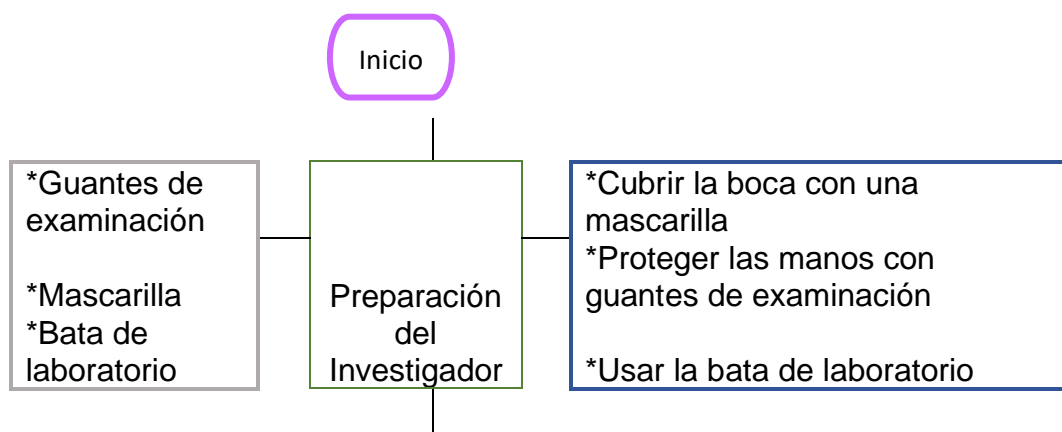 Inicio
*Guantes de
examinación
*Mascarilla
*Bata de
laboratorio
Preparación
del
Investigador
*Cubrir la boca con una
mascarilla
*Proteger las manos con
guantes de examinación
*Usar la bata de laboratorio